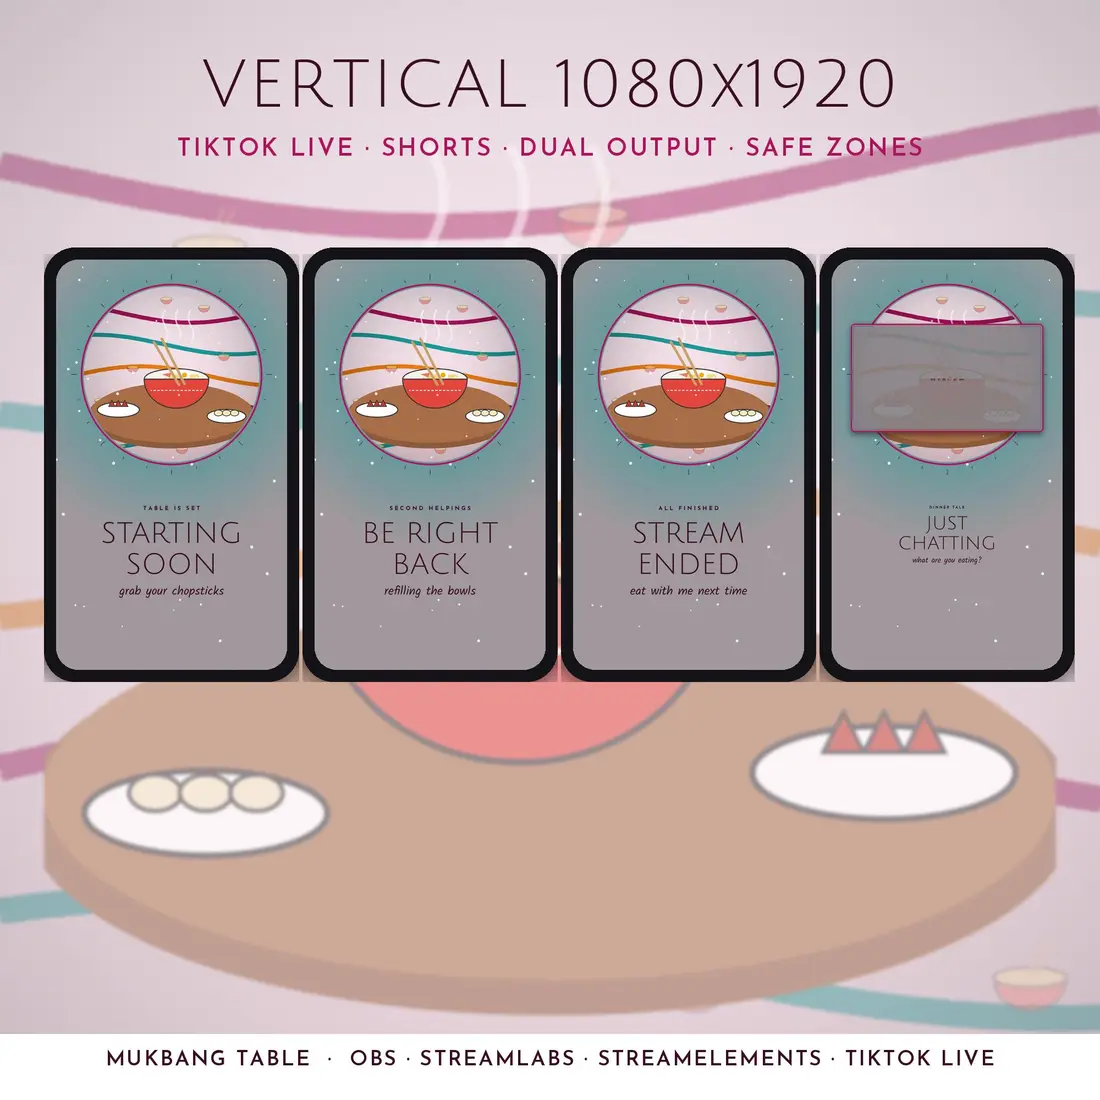 VERTICAL 1080X1920
TIKTOK LIVE · SHORTS · DUAL OUTPUT · SAFE ZONES
TABLE IS SET
STARTING
SOON
grab your chopsticks
SECOND HELPINGS
BE RIGHT
BACK
refilling the bowls
ALL FINISHED
STREAM
ENDED
eat with me next time
WEBCAM
DINNER TALK
JUST
CHATTING
what are you eating?
MUKBANG TABLE · OBS · STREAMLABS · STREAMELEMENTS · TIKTOK LIVE